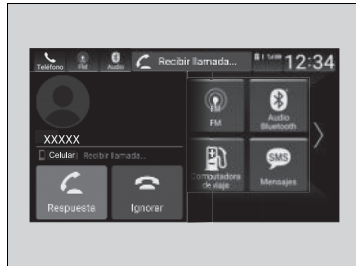 Teléfono FM Audio Recibir llamada... 12:34
FM
Audio
Bluetooth
XXXXX
Celular Recibir llamada...
Respuesta Ignorar
Computadora
de viaje
SMS
Mensajes